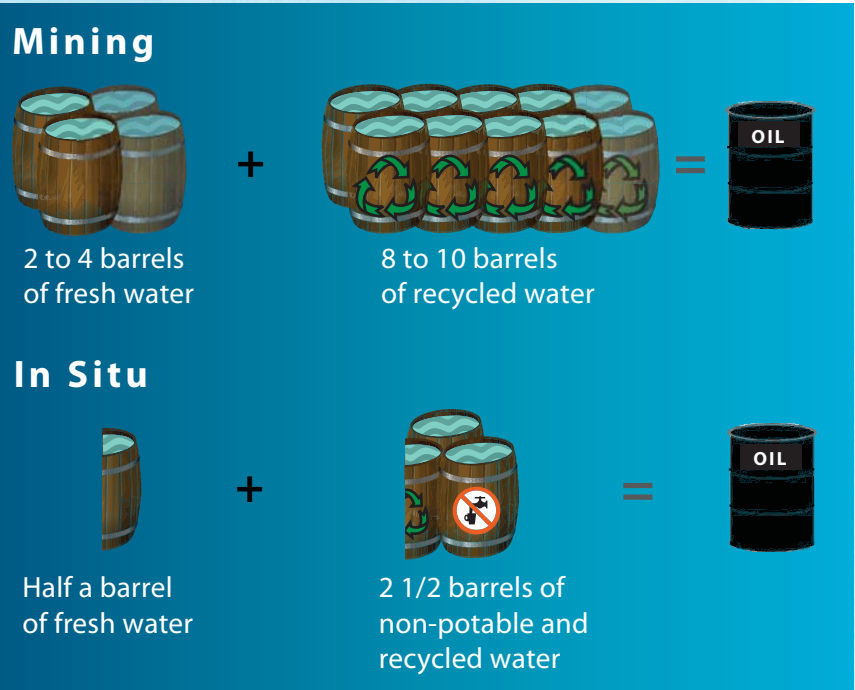 Mining
+
=
OIL
2 to 4 barrels
of fresh water
8 to 10 barrels
of recycled water
In Situ
+
=
OIL
Half a barrel
of fresh water
2 1/2 barrels of
non-potable and
recycled water